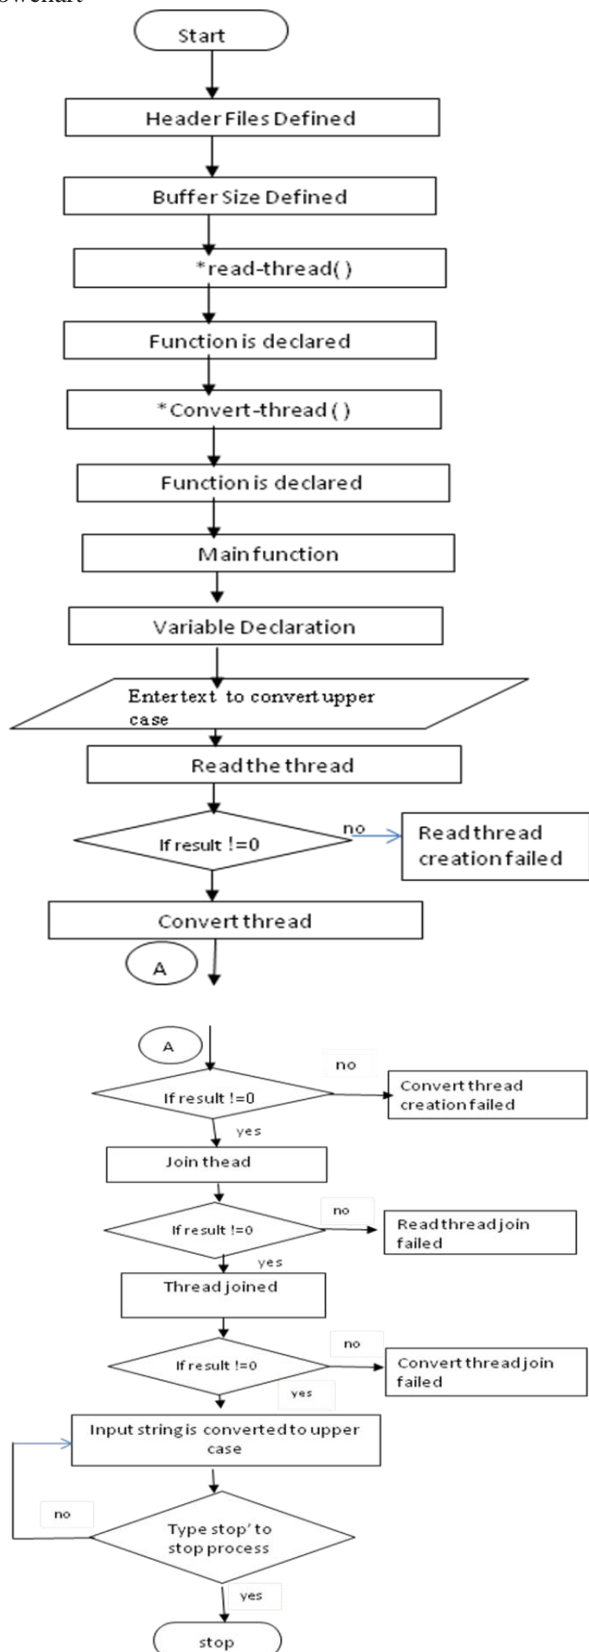 Start
Header Files Defined
Buffer Size Defined
*read-thread( )
Function is declared
*Convert-thread ( )
Function is declared
Main function
Variable Declaration
Enter text to convert upper
case
Read the thread
If result !=0
no
Read thread
creation failed
Convert thread
A
A
no
If result !=0
Convert thread
creation failed
yes
Join thead
no
If result !=0
Read thread join
failed
yes
Thread joined
no
If result !=0
Convert thread join
failed
yes
Input string is converted to upper
case
no
Type stop' to
stop process
yes
stop